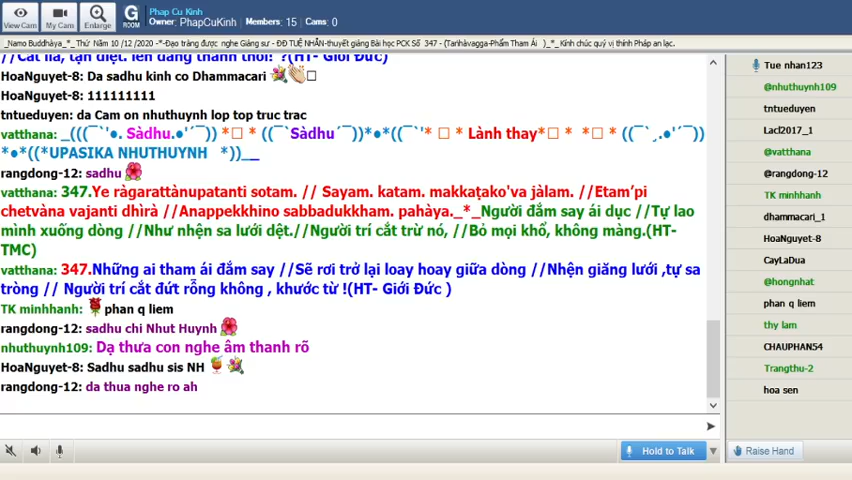 View Cam
My Cam
Enlarge
G
ROOM
Phap Cu Kinh
Owner: PhapCuKinh Members: 15 | Cams: 0
_Namo Buddhàya_*_ Thứ Năm 10 /12 /2020 -*-Đạo tràng được nghe Giảng sư - ĐĐ TUỆ NHẪN-thuyết giảng Bài học PCK Số 347 - (Tanhàvagga-Phẩm Tham Ái )_*_ Kính chúc quý vị thính Pháp an lạc.
HoaNguyet-8: Da sadhu kinh co Dhammacari
HoaNguyet-8: 111111111
tntueduyen: da Cam on nhuthuynh lop top truc trac
vatthana: _(((¯`'•. Sàdhu.•'´¯)) *□ * ((¯`Sàdhu´¯))*•*((¯`'* □ * Lành thay*□ * *□ * ((¯`¸.•'´¯))
*•*((*UPASIKA NHUTHUYNH *))__
rangdong-12: sadhu
vatthana: 347.Ye ràgarattànupatanti sotam. // Sayam. katam. makkaṭako'va jàlam. //Etam'pi
chetvàna vajanti dhìrà //Anappekkhino sabbadukkham. pahàya._*_Người đắm say ái dục //Tự lao
mình xuống dòng //Như nhện sa lưới dệt.//Người trí cắt trừ nó, //Bỏ mọi khổ, không màng.(HT-
TMC)
vatthana: 347.Những ai tham ái đắm say //Sẽ rơi trở lại loay hoay giữa dòng //Nhện giăng lưới ,tự sa
tròng // Người trí cắt đứt rỗng không , khước từ !(HT- Giới Đức )
TK minhhanh: phan q liem
rangdong-12: sadhu chi Nhut Huynh
nhuthuynh109: Dạ thưa con nghe âm thanh rõ
HoaNguyet-8: Sadhu sadhu sis NH
rangdong-12: da thua nghe ro ah
Hold to Talk
Tue nhan123
@nhuthuynh109
tntueduyen
Lacl2017_1
@vatthana
@rangdong-12
TK minhhanh
dhammacari_1
HoaNguyet-8
CayLaDua
@hongnhat
phan q liem
thy lam
CHAUPHAN54
Trangthu-2
hoa sen
Raise Hand